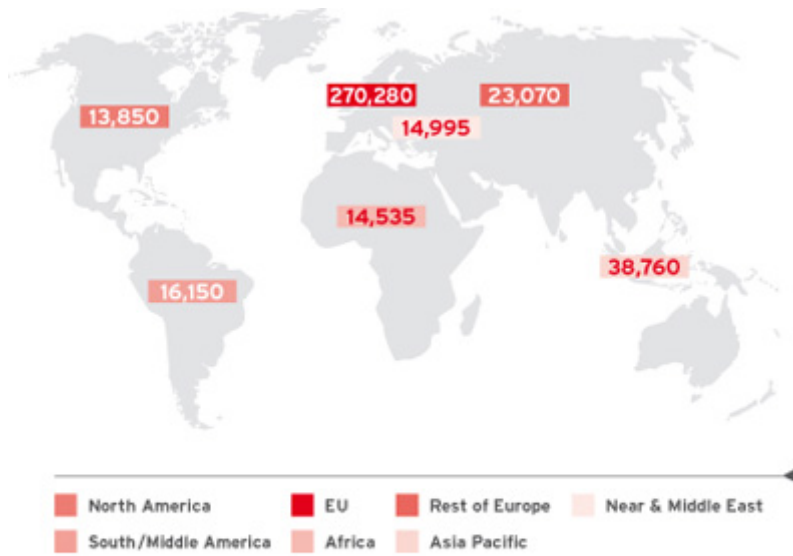 270,280
23,070
13,850
14,995
14,535
38,760
16,150
North America
EU
Rest of Europe
Near & Middle East
South/Middle America
Africa
Asia Pacific